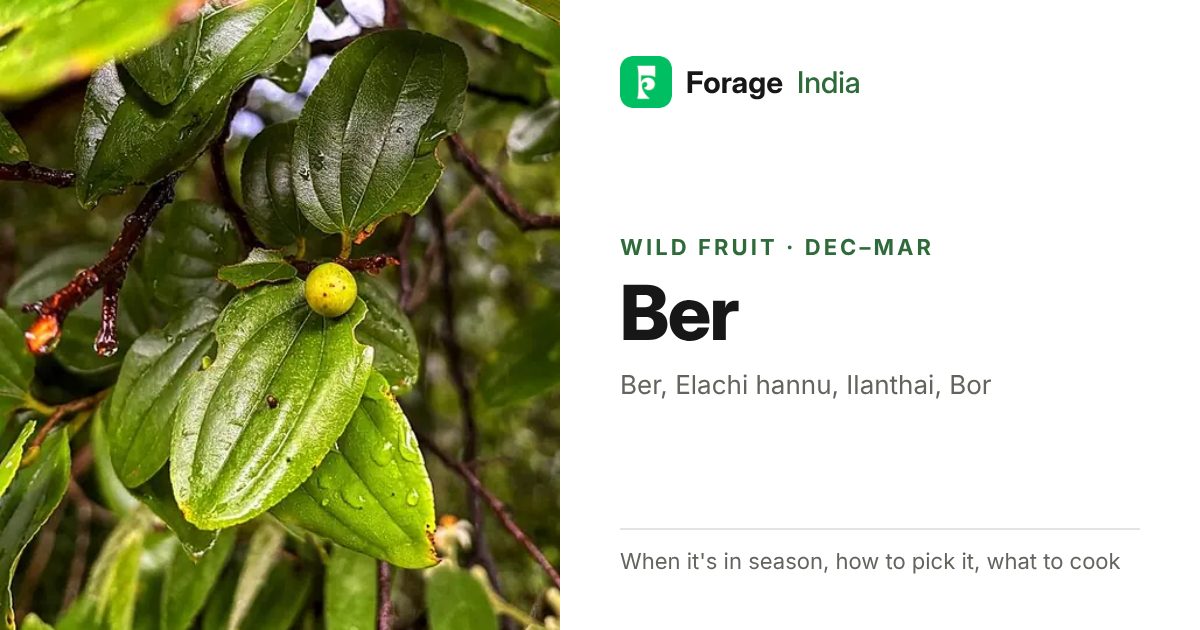 Forage India
WILD FRUIT · DEC–MAR
Ber
Ber, Elachi hannu, Ilanthai, Bor
When it's in season, how to pick it, what to cook